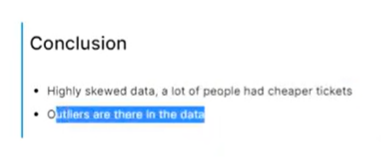 Conclusion
• Highly skewed data, a lot of people had cheaper tickets
• Outliers are there in the data